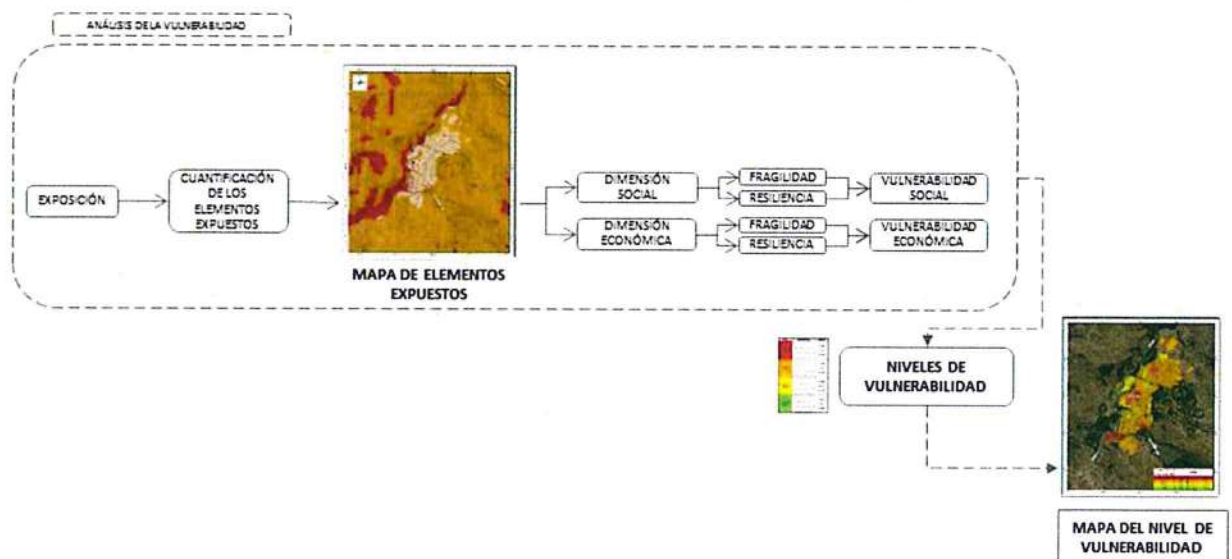 ANÁLISIS DE LA VULNERABILIDAD
EXPOSICIÓN
CUANTIFICACIÓN
DE LOS
ELEMENTOS
EXPUESTOS
MAPA DE ELEMENTOS
EXPUESTOS
DIMENSIÓN
SOCIAL
FRAGILIDAD
RESILIENCIA
VULNERABILIDAD
SOCIAL
DIMENSIÓN
ECONÓMICA
FRAGILIDAD
RESILIENCIA
VULNERABILIDAD
ECONÓMICA
NIVELES DE
VULNERABILIDAD
MAPA DEL NIVEL DE
VULNERABILIDAD